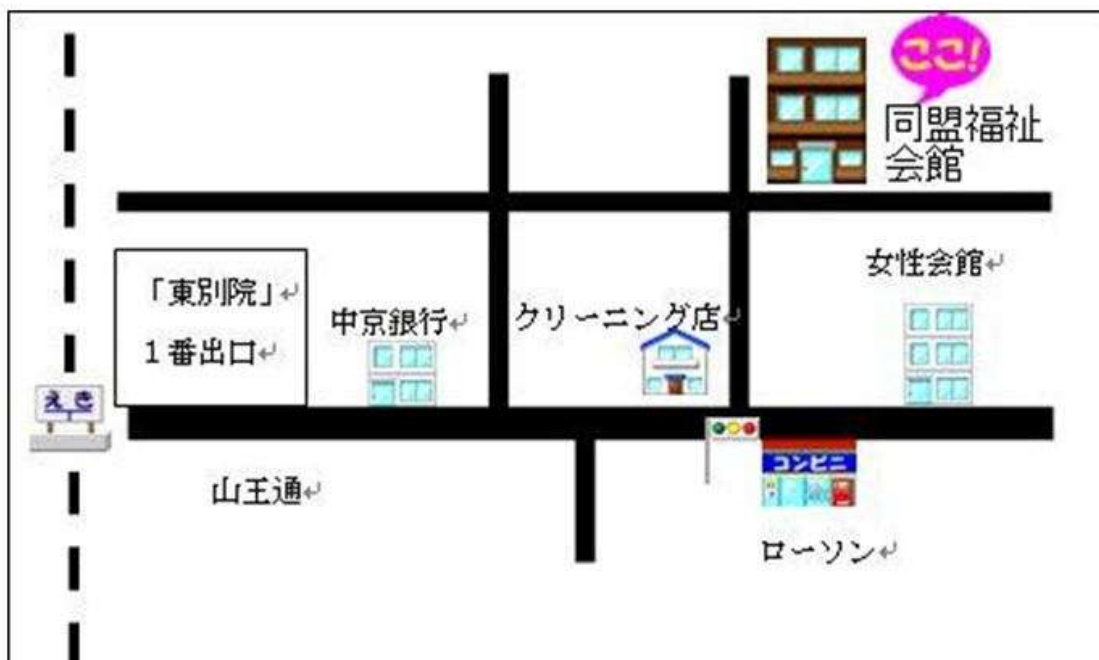 ここ!
同盟福祉
会館
女性会館↵
「東別院」↵
1番出口↵
中京銀行↵
クリーニング店↵
えき
コンビニ
山王通↵
ローソン↵